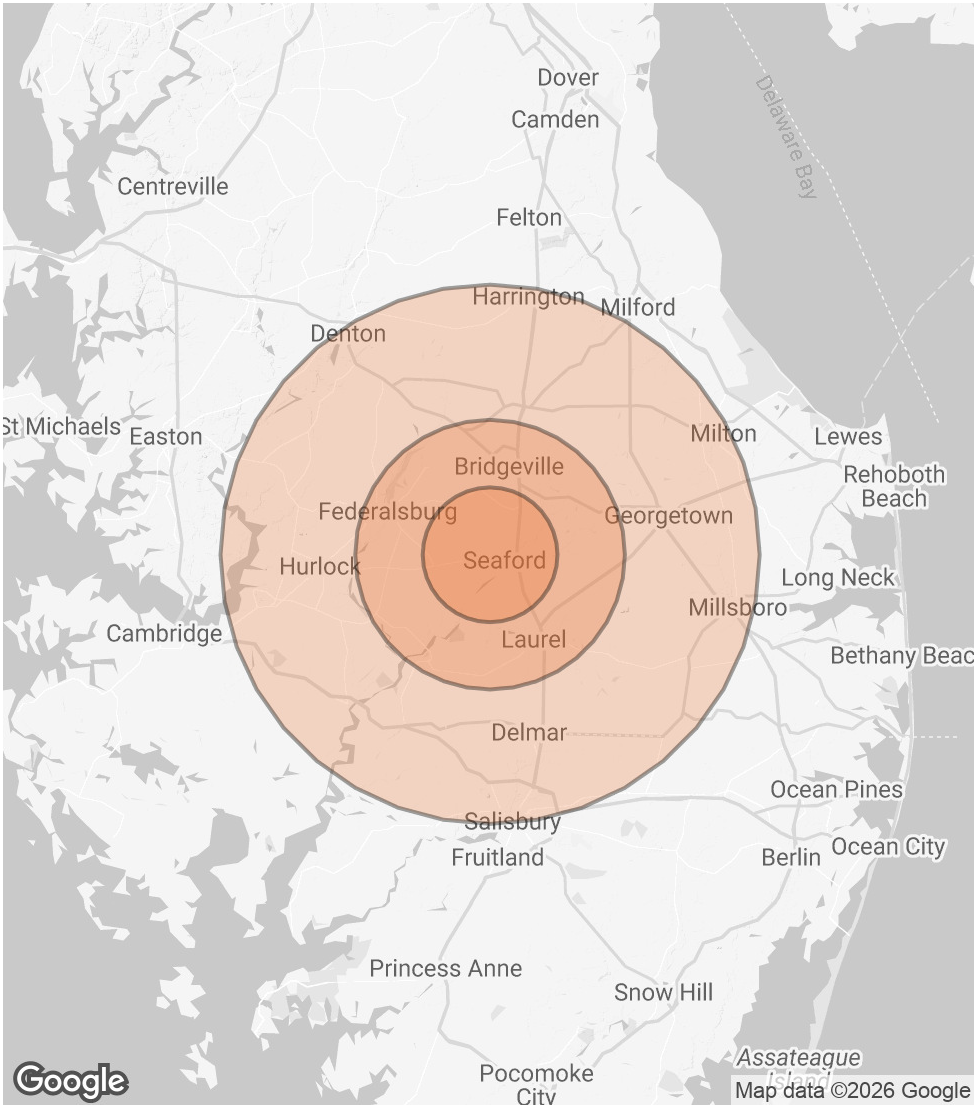 Dover
Camden
Delaware Bay
Centreville
Felton
Harrington
Milford
Denton
St Michaels
Easton
Milton
Lewes
Bridgeville
Rehoboth
Beach
Federalsburg
Georgetown
Seaford
Hurlock
Long Neck
Millsboro
Cambridge
Laurel
Bethany Beac
Delmar
Ocean Pines
Salisbury
Ocean City
Fruitland
Berlin
Princess Anne
Snow Hill
Assateague
Island
Pocomoke
City
Google
Map data ©2026 Google